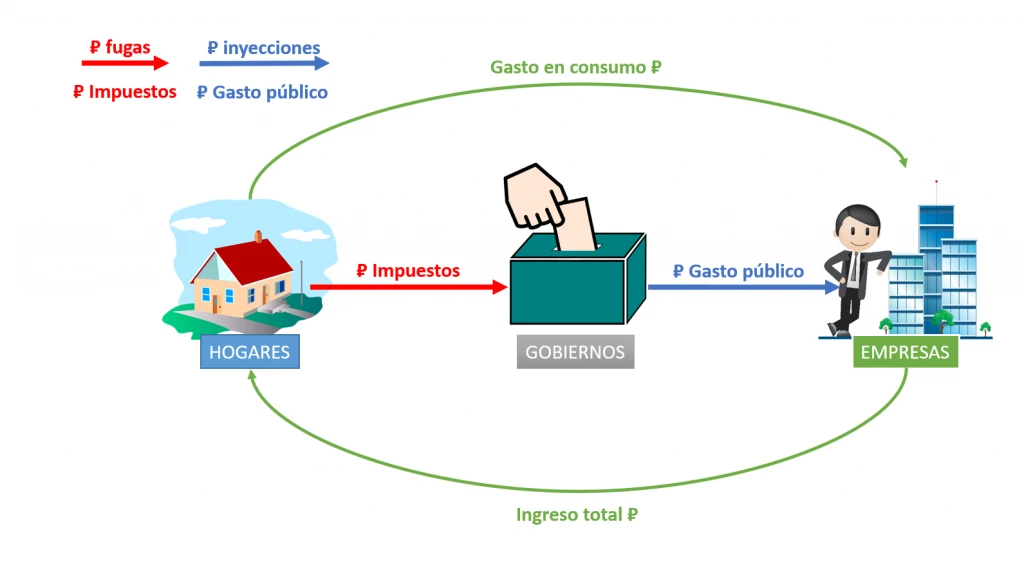 ₽ fugas
₽ inyecciones
₽ Impuestos
₽ Gasto público
Gasto en consumo ₽
₽ Impuestos
₽ Gasto público
HOGARES
GOBIERNOS
EMPRESAS
Ingreso total ₽